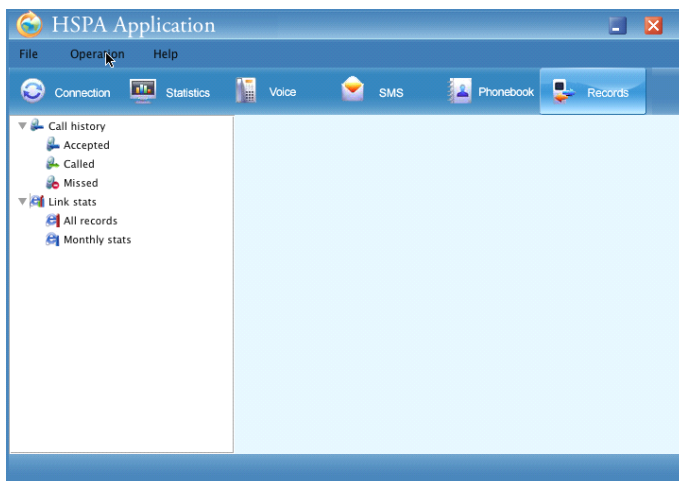 HSPA Application
File Operation Help
Connection Statistics Voice SMS Phonebook Records
Call history
Accepted
Called
Missed
Link stats
All records
Monthly stats